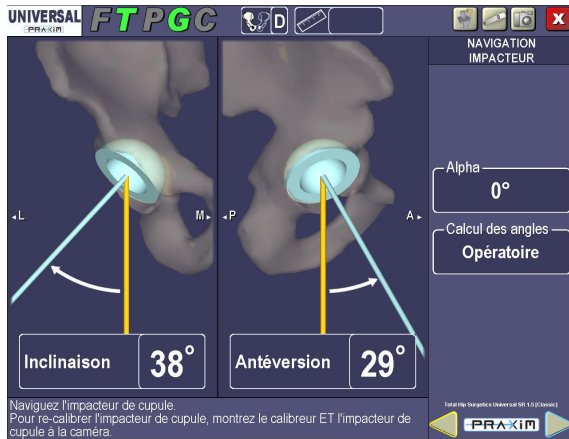 UNIVERSAL
PRAXiM
F T P G C
D
X
NAVIGATION
IMPACTEUR
L
M
P
A
Alpha
0°
Calcul des angles
Opératoire
Inclinaison
38°
Antéversion
29°
Naviguez l'impacteur de cupule.
Pour re-calibrer l'impacteur de cupule, montrez le calibreur ET l'impacteur de
cupule à la caméra.
Total Hip Surgetics Universal SR 1.5 [Classic]
PRAXiM